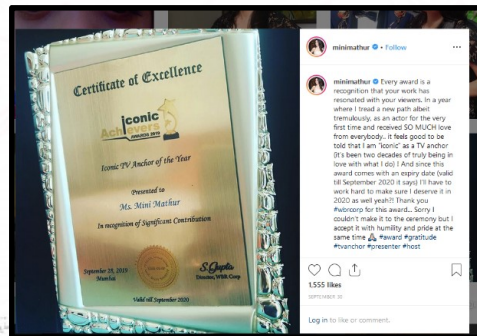 Certificate of Excellence
iconic
Achievers
AWARDS 2019
Iconic TV Anchor of the Year
Presented to
Ms. Mini Mathur
In recognition of Significant Contribution
September 19, 2019
Mumbai
S.Gupta
Director, WBR Corp
Valid till September 2020
minimathur • Follow
minimathur Every award is a
recognition that your work has
resonated with your viewers. In a year
where I tread a new path albeit
tremulously, as an actor for the very
first time and received SO MUCH love
from everybody.. it feels good to be
told that I am "iconic" as a TV anchor
(it's been two decades of truly being in
love with what I do) I And since this
award comes with an expiry date (valid
till September 2020 it says) I'll have to
work hard to make sure I deserve it in
2020 as well yeah?! Thank you
#wbrcorp for this award... Sorry I
couldn't make it to the ceremony but I
accept it with humility and pride at the
same time 🙏 #award #gratitude
#tvanchor #presenter #host
1,555 likes
Log in to like or comment.